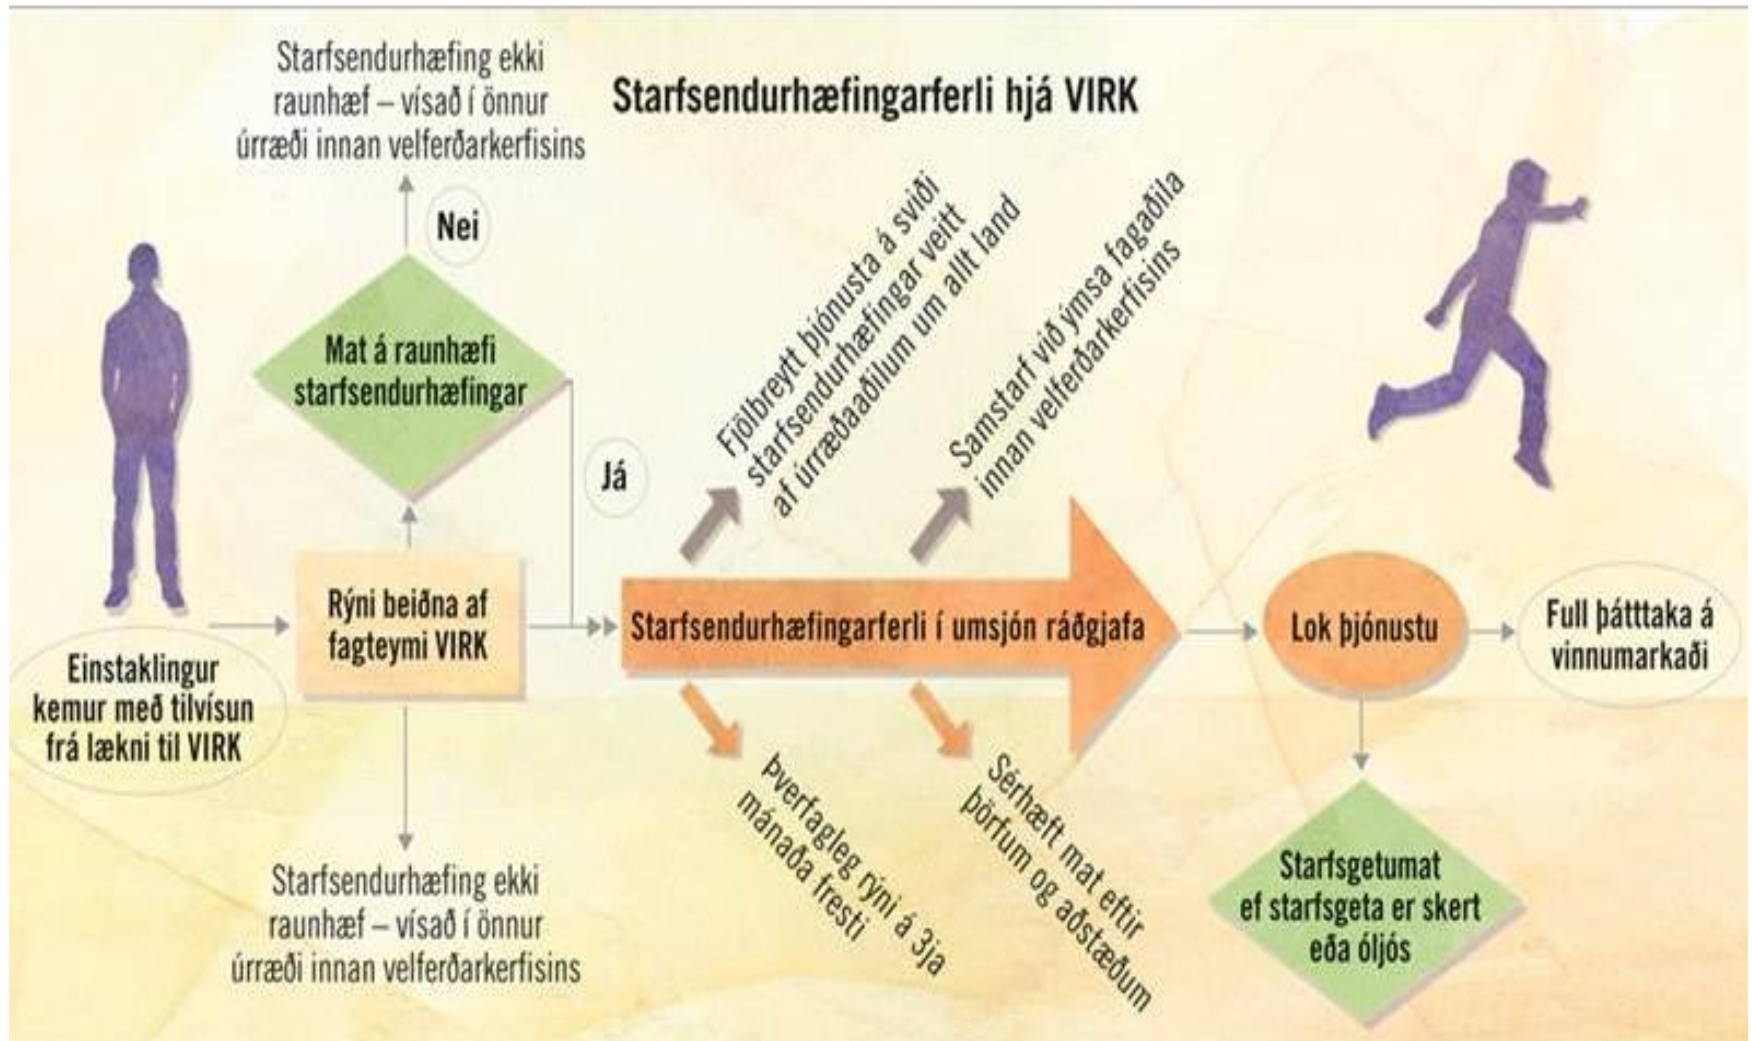 Starfsendurhæfingarferli hjá VIRK
Starfsendurhæfing ekki
raunhæf – vísað í önnur
úrræði innan velferðarkerfisins
Nei
Mat á raunhæfi
starfsendurhæfingar
Já
Rýni beiðna af
fagteymi VIRK
Einstaklingur
kemur með tilvísun
frá lækni til VIRK
Starfsendurhæfing ekki
raunhæf – vísað í önnur
úrræði innan velferðarkerfisins
Fjölbreytt þjónusta á sviði
starfsendurhæfingar veitt
af úrræðaaðilum um allt land
Samstarf við ýmsa fagaðila
innan velferðarkerfisins
Starfsendurhæfingarferli í umsjón ráðgjafa
Þverfagleg rýni á 3ja
mánaða fresti
Sérhæft mat eftir
þörfum og aðstæðum
Lok þjónustu
Full þátttaka á
vinnumarkaði
Starfsgetumat
ef starfsgeta er skert
eða óljós